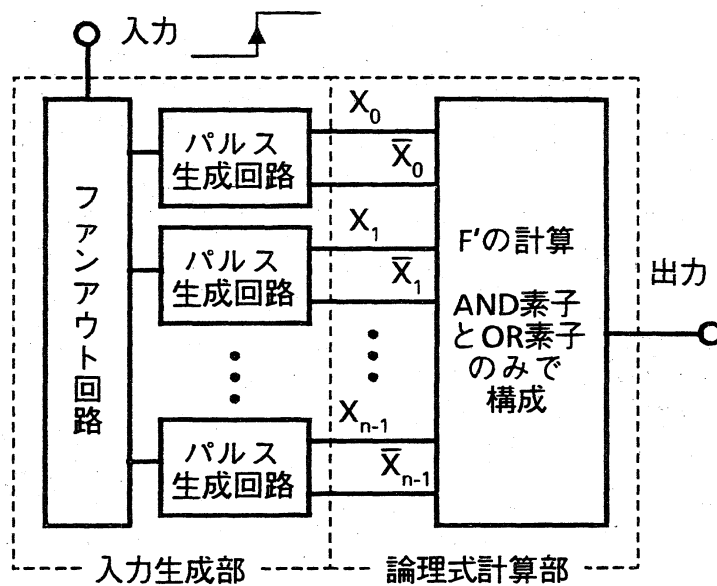 入力
ファンアウト回路
パルス
生成回路
X₀
X̅₀
パルス
生成回路
X₁
X̅₁
パルス
生成回路
Xₙ₋₁
X̅ₙ₋₁
F'の計算
AND素子
とOR素子
のみで
構成
出力
入力生成部
論理式計算部